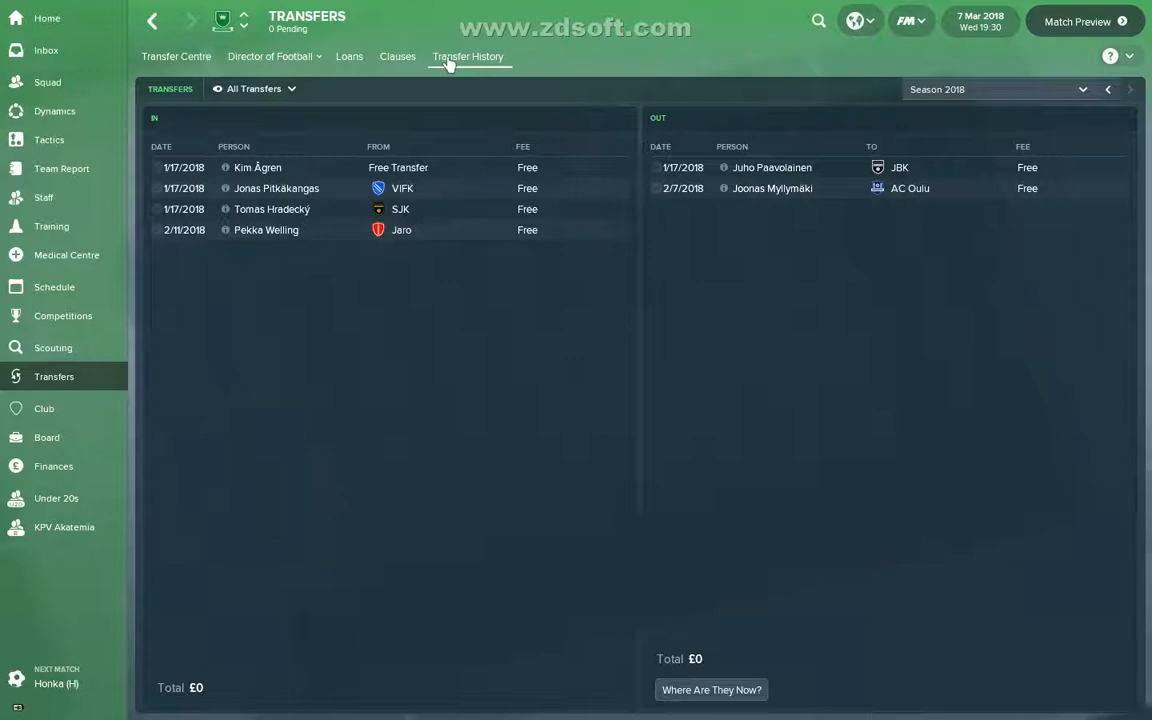 Home
TRANSFERS
0 Pending
www.zdsoft.com
FM
7 Mar 2018
Wed 19:30
Match Preview
Inbox
Transfer Centre
Director of Football
Loans
Clauses
Transfer History
?
Squad
TRANSFERS
All Transfers
Season 2018
Dynamics
IN
OUT
Tactics
DATE PERSON FROM FEE
DATE PERSON TO FEE
Team Report
1/17/2018 Kim Ågren Free Transfer Free
1/17/2018 Juho Paavolainen JBK Free
Staff
1/17/2018 Jonas Pitkäkangas VIFK Free
2/7/2018 Joonas Myllymäki AC Oulu Free
1/17/2018 Tomas Hradecký SJK Free
Training
2/11/2018 Pekka Welling Jaro Free
Medical Centre
Schedule
Competitions
Scouting
Transfers
Club
Board
Finances
Under 20s
KPV Akatemia
NEXT MATCH
Honka (H)
Total £0
Total £0
Where Are They Now?